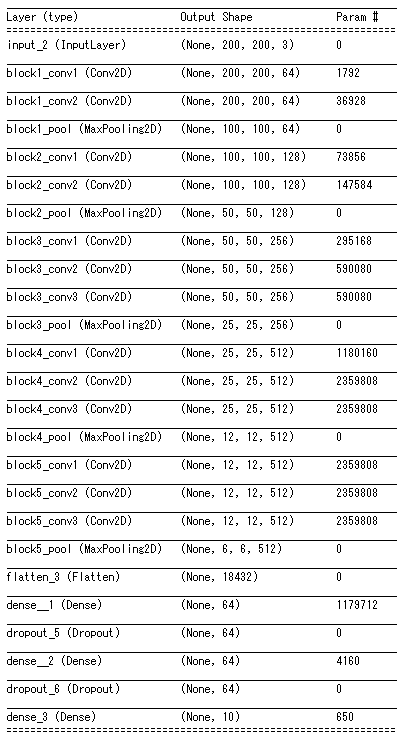 Layer (type) Output Shape Param #
input_2 (InputLayer) (None, 200, 200, 3) 0
block1_conv1 (Conv2D) (None, 200, 200, 64) 1792
block1_conv2 (Conv2D) (None, 200, 200, 64) 36928
block1_pool (MaxPooling2D) (None, 100, 100, 64) 0
block2_conv1 (Conv2D) (None, 100, 100, 128) 73856
block2_conv2 (Conv2D) (None, 100, 100, 128) 147584
block2_pool (MaxPooling2D) (None, 50, 50, 128) 0
block3_conv1 (Conv2D) (None, 50, 50, 256) 295168
block3_conv2 (Conv2D) (None, 50, 50, 256) 590080
block3_conv3 (Conv2D) (None, 50, 50, 256) 590080
block3_pool (MaxPooling2D) (None, 25, 25, 256) 0
block4_conv1 (Conv2D) (None, 25, 25, 512) 1180160
block4_conv2 (Conv2D) (None, 25, 25, 512) 2359808
block4_conv3 (Conv2D) (None, 25, 25, 512) 2359808
block4_pool (MaxPooling2D) (None, 12, 12, 512) 0
block5_conv1 (Conv2D) (None, 12, 12, 512) 2359808
block5_conv2 (Conv2D) (None, 12, 12, 512) 2359808
block5_conv3 (Conv2D) (None, 12, 12, 512) 2359808
block5_pool (MaxPooling2D) (None, 6, 6, 512) 0
flatten_3 (Flatten) (None, 18432) 0
dense__1 (Dense) (None, 64) 1179712
dropout_5 (Dropout) (None, 64) 0
dense__2 (Dense) (None, 64) 4160
dropout_6 (Dropout) (None, 64) 0
dense_3 (Dense) (None, 10) 650